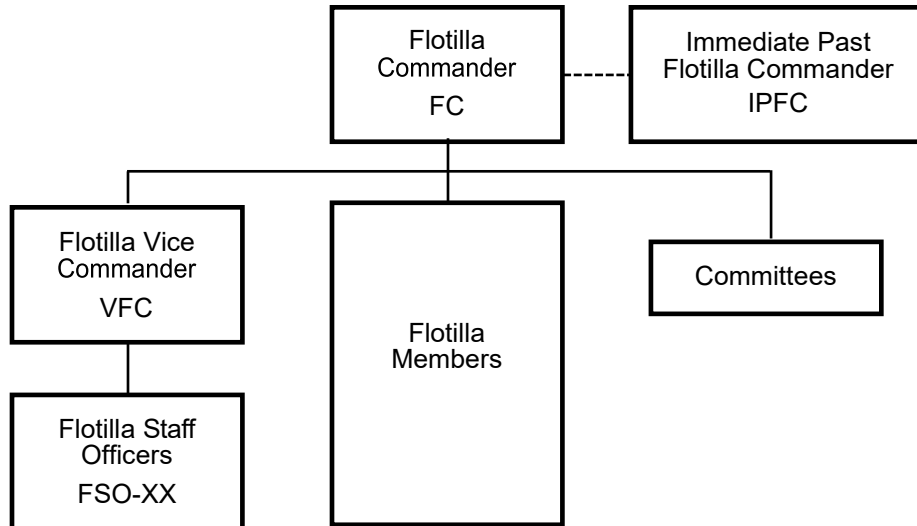 Flotilla
Commander
FC
Immediate Past
Flotilla Commander
IPFC
Flotilla Vice
Commander
VFC
Flotilla
Members
Committees
Flotilla Staff
Officers
FSO-XX